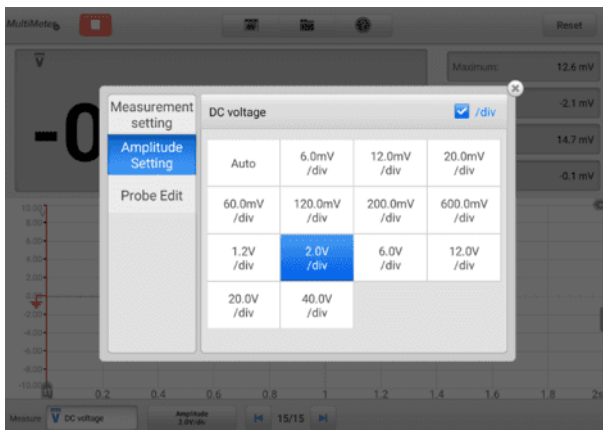 MultiMeter
Reset
V
Maximum:
12.6 mV
-0
-2.1 mV
14.7 mV
-0.1 mV
Measurement
setting
Amplitude
Setting
Probe Edit
DC voltage
/div
Auto
6.0mV
/div
12.0mV
/div
20.0mV
/div
60.0mV
/div
120.0mV
/div
200.0mV
/div
600.0mV
/div
1.2V
/div
2.0V
/div
6.0V
/div
12.0V
/div
20.0V
/div
40.0V
/div
10.00
V
8.00
6.00
4.00
2.00
-2.00
-4.00
-6.00
-8.00
-10.00
0.2 0.4 0.6 0.8 1 1.2 1.4 1.6 1.8 2s
Measure V DC voltage
Amplitude
2.0V/div
15/15